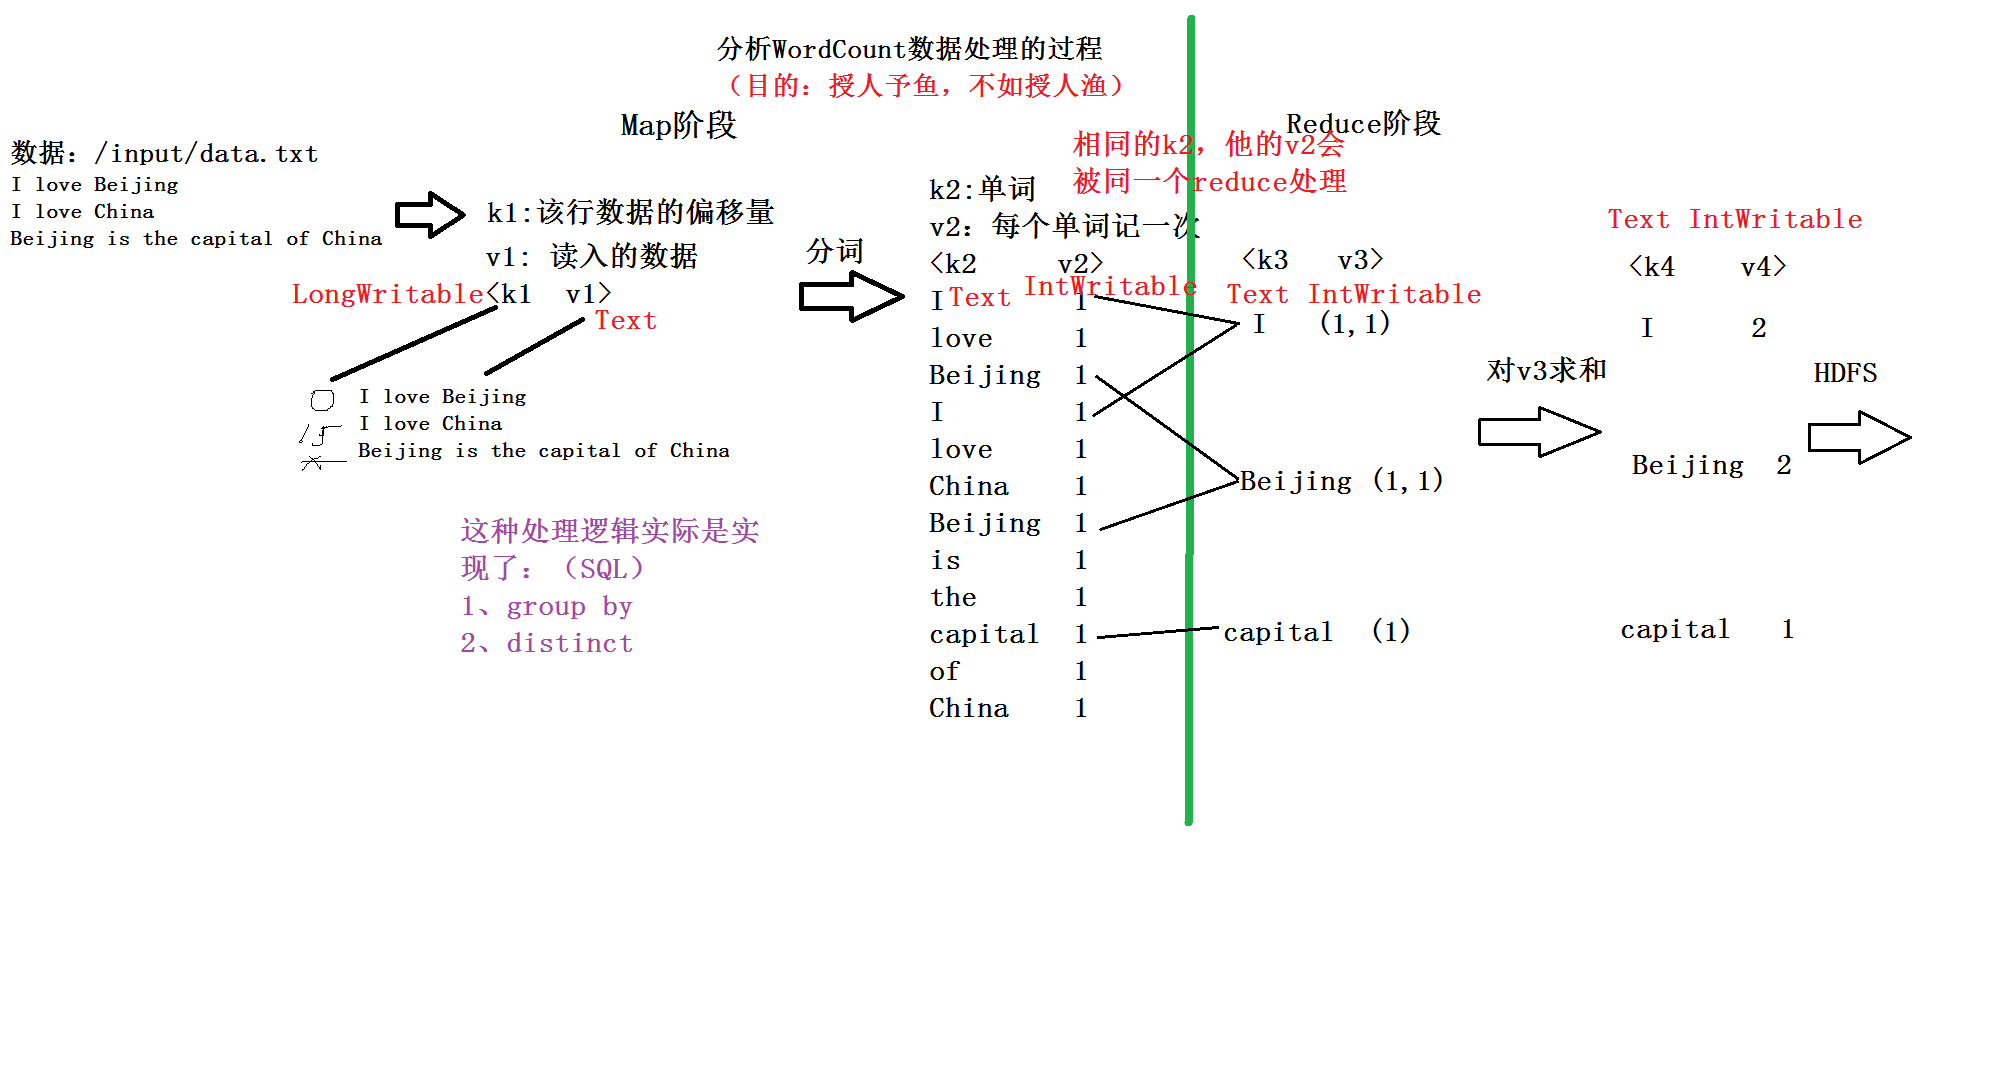 分析WordCount数据处理的过程
（目的：授人予鱼，不如授人渔）
Map阶段
Reduce阶段
数据：/input/data.txt
I love Beijing
I love China
Beijing is the capital of China
k1:该行数据的偏移量
v1: 读入的数据
LongWritable<k1 v1>
Text
I love Beijing
I love China
Beijing is the capital of China
这种处理逻辑实际是实
现了：（SQL）
1、group by
2、distinct
分词
相同的k2，他的v2会
被同一个reduce处理
k2:单词
v2：每个单词记一次
<k2 v2>
Text IntWritable
I 1
love 1
Beijing 1
I 1
love 1
China 1
Beijing 1
is 1
the 1
capital 1
of 1
China 1
<k3 v3>
Text IntWritable
I (1,1)
Beijing (1,1)
capital (1)
对v3求和
Text IntWritable
<k4 v4>
I 2
Beijing 2
capital 1
HDFS